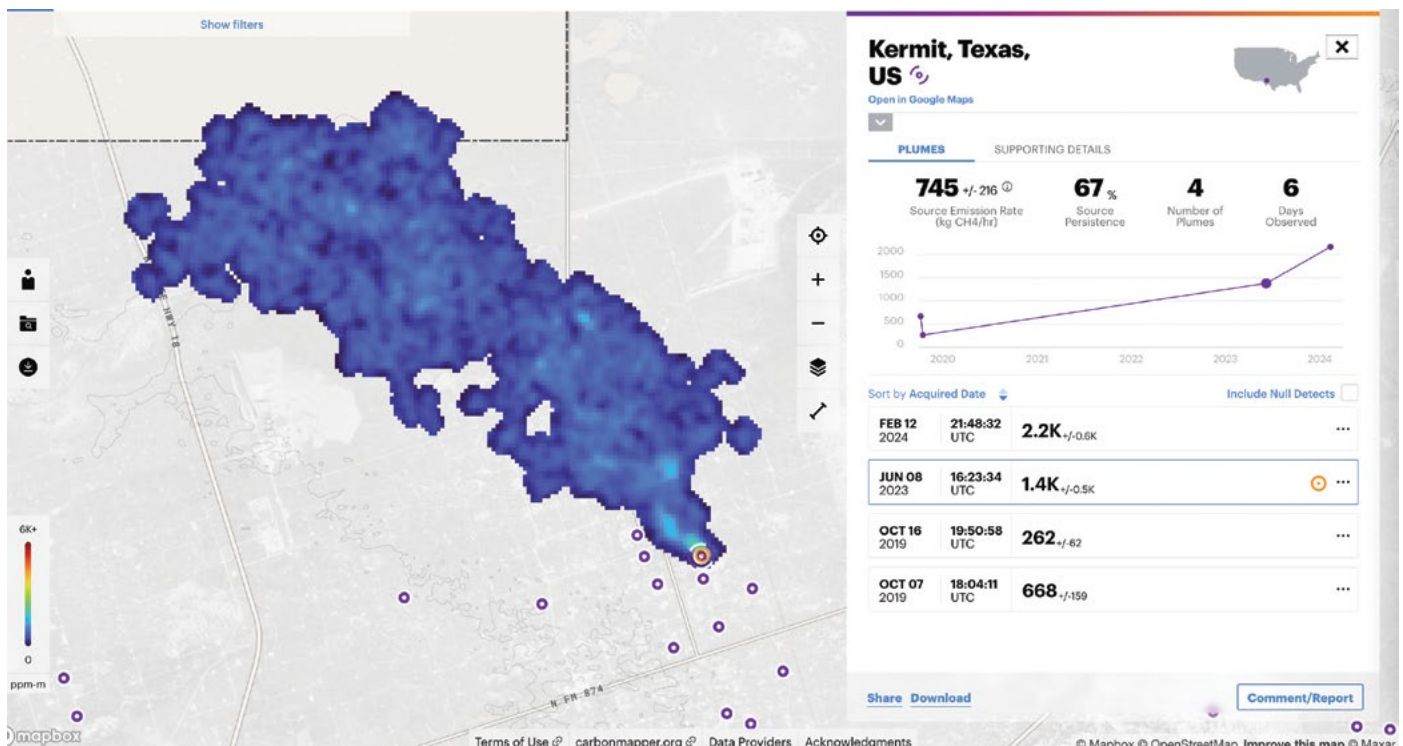 Show filters
E HWY 18
N FM 874
6K+
0
ppm-m
mapbox
Terms of Use carbonmapper.org Data Providers Acknowledgments
© Mapbox © OpenStreetMap Improve this map © Maxar
Kermit, Texas,
US
Open in Google Maps
PLUMES SUPPORTING DETAILS
745 +/- 216 67 % 4 6
Source Emission Rate Source Number of Days
(kg CH4/hr) Persistence Plumes Observed
2000
1500
1000
500
0
2020 2021 2022 2023 2024
Sort by Acquired Date Include Null Detects
FEB 12 21:48:32 2.2K+/-0.6K
2024 UTC
JUN 08 16:23:34 1.4K+/-0.5K
2023 UTC
OCT 16 19:50:58 262+/-62
2019 UTC
OCT 07 18:04:11 668+/-159
2019 UTC
Share Download Comment/Report